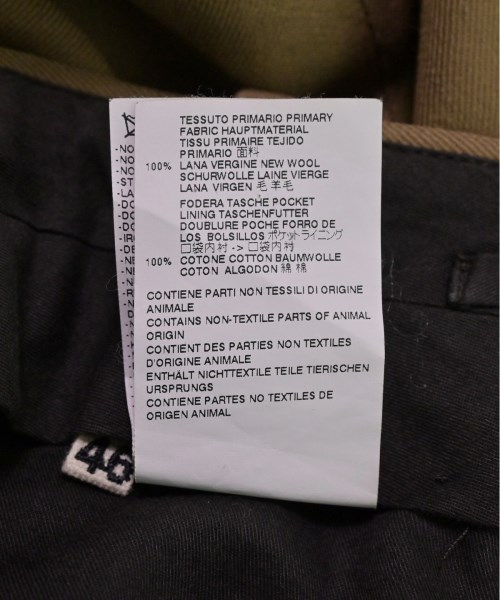 TESSUTO PRIMARIO PRIMARY
FABRIC HAUPTMATERIAL
TISSU PRIMAIRE TEJIDO
PRIMARIO 面料
100% LANA VERGINE NEW WOOL
SCHURWOLLE LAINE VIERGE
LANA VIRGEN 毛 羊毛
FODERA TASCHE POCKET
LINING TASCHENFUTTER
DOUBLURE POCHE FORRO DE
LOS BOLSILLOS ポケットライニング
口袋内衬 -> 口袋内衬
100% COTONE COTTON BAUMWOLLE
COTON ALGODON 綿 棉
CONTIENE PARTI NON TESSILI DI ORIGINE
ANIMALE
CONTAINS NON-TEXTILE PARTS OF ANIMAL
ORIGIN
CONTIENT DES PARTIES NON TEXTILES
D'ORIGINE ANIMALE
ENTHÄLT NICHTTEXTILE TEILE TIERISCHEN
URSPRUNGS
CONTIENE PARTES NO TEXTILES DE
ORIGEN ANIMAL
46